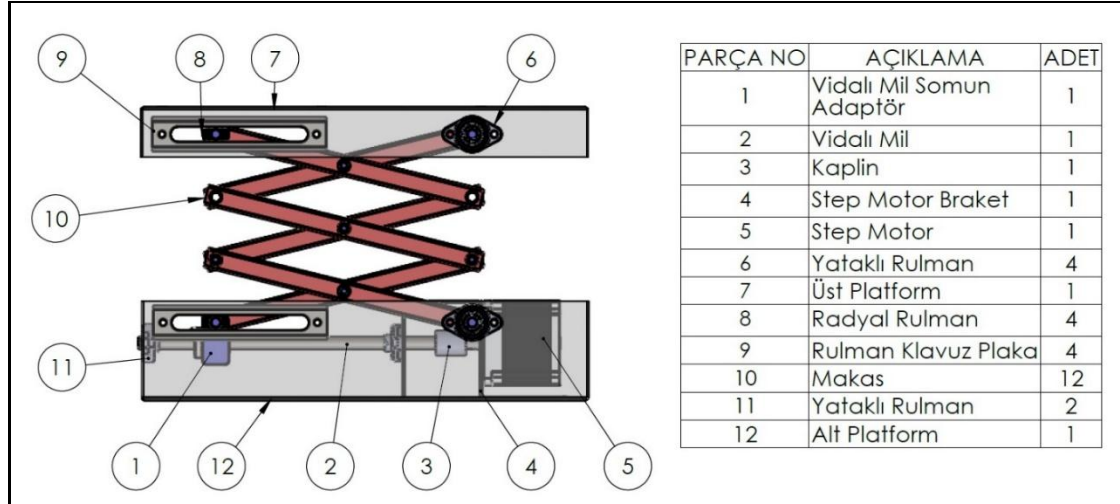 9
8
7
6
10
11
1
12
2
3
4
5
PARÇA NO AÇIKLAMA ADET
1 Vidalı Mil Somun Adaptör 1
2 Vidalı Mil 1
3 Kaplin 1
4 Step Motor Braket 1
5 Step Motor 1
6 Yataklı Rulman 4
7 Üst Platform 1
8 Radyal Rulman 4
9 Rulman Klavuz Plaka 4
10 Makas 12
11 Yataklı Rulman 2
12 Alt Platform 1